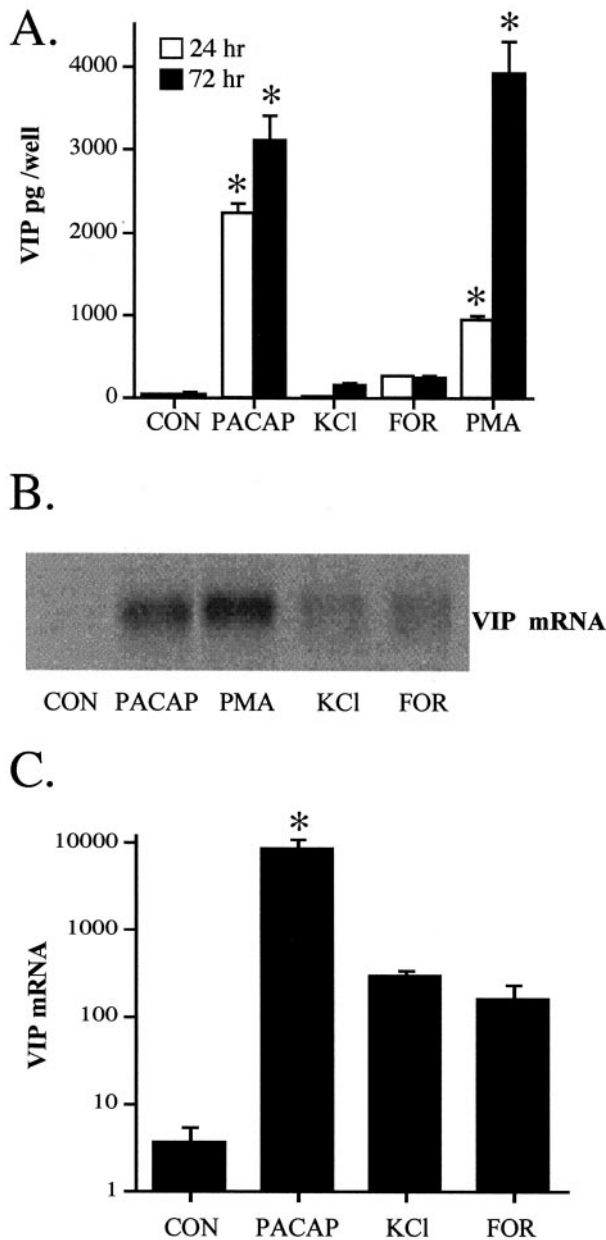 A.
24 hr
72 hr
VIP pg /well
4000
3000
2000
1000
0
* * * *
CON PACAP KCl FOR PMA
B.
VIP mRNA
CON PACAP PMA KCl FOR
C.
VIP mRNA
10000
1000
100
10
1
*
CON PACAP KCl FOR